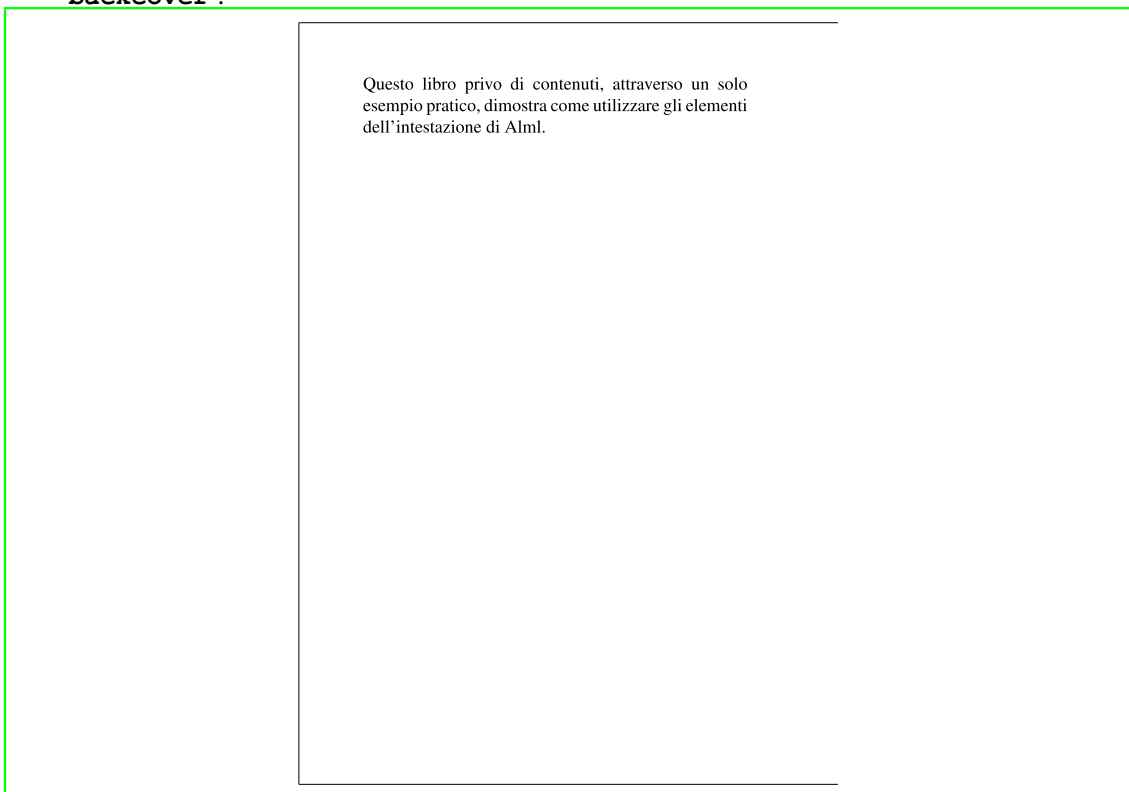 backcover'.
Questo libro privo di contenuti, attraverso un solo
esempio pratico, dimostra come utilizzare gli elementi
dell'intestazione di Alml.